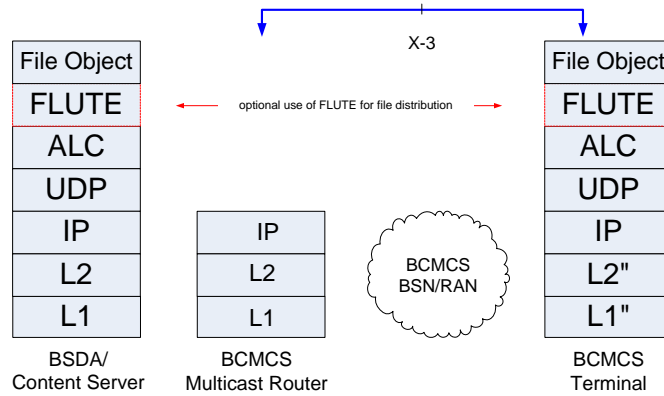 X-3
File Object
FLUTE
ALC
UDP
IP
L2
L1
BSDA/
Content Server
optional use of FLUTE for file distribution
IP
L2
L1
BCMCS
Multicast Router
BCMCS
BSN/RAN
File Object
FLUTE
ALC
UDP
IP
L2"
L1"
BCMCS
Terminal